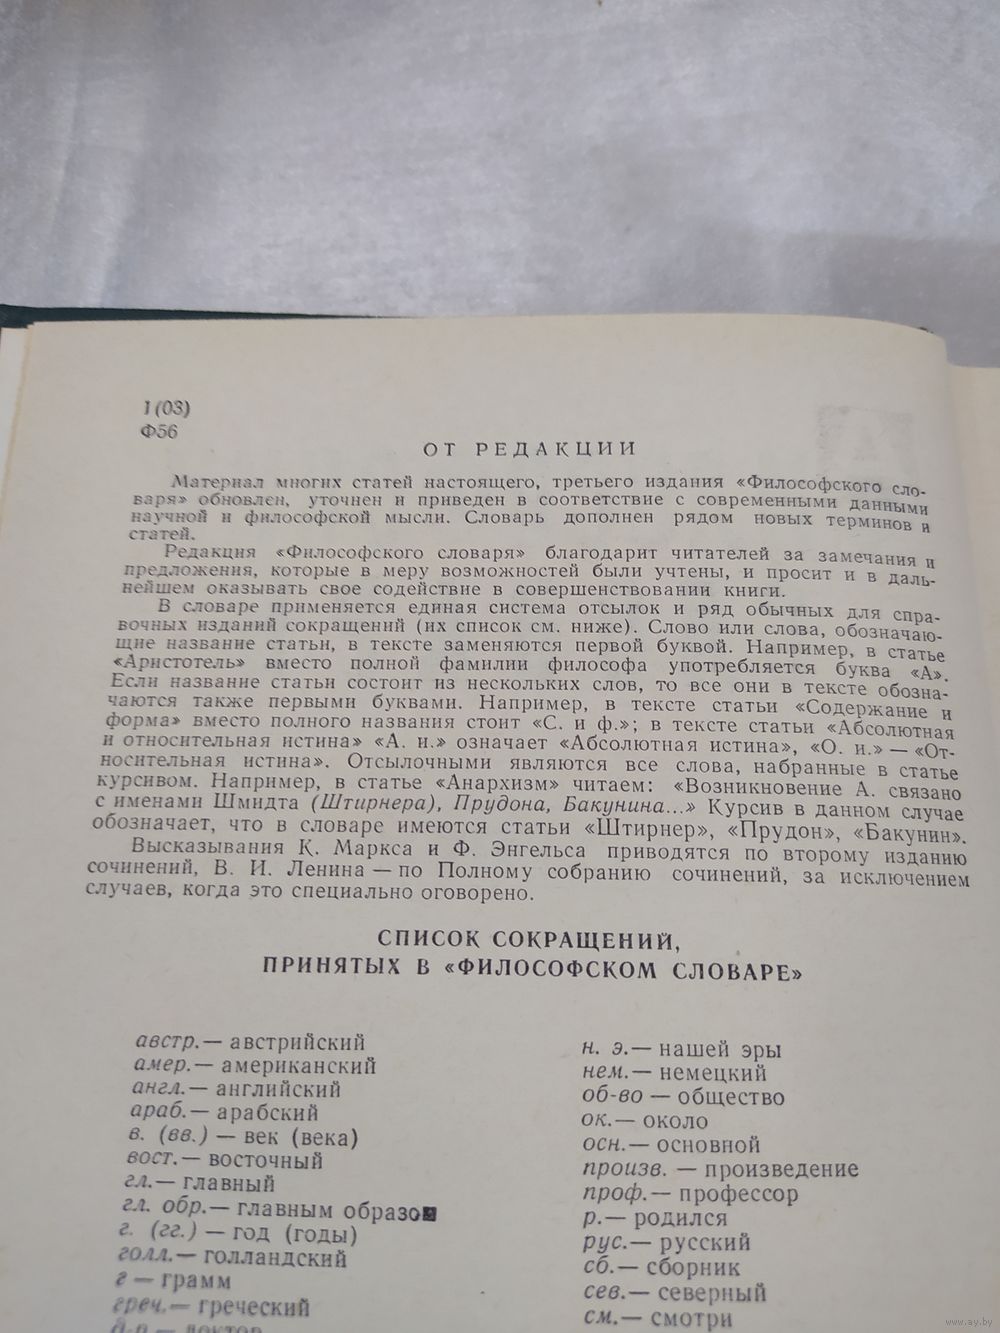 1(03)
Ф56
ОТ РЕДАКЦИИ
Материал многих статей настоящего, третьего издания «Философского сло-
варя» обновлен, уточнен и приведен в соответствие с современными данными
научной и философской мысли. Словарь дополнен рядом новых терминов и
статей.
Редакция «Философского словаря» благодарит читателей за замечания и
предложения, которые в меру возможностей были учтены, и просит и в даль-
нейшем оказывать свое содействие в совершенствовании книги.
В словаре применяется единая система отсылок и ряд обычных для спра-
вочных изданий сокращений (их список см. ниже). Слово или слова, обозначаю-
щие название статьи, в тексте заменяются первой буквой. Например, в статье
«Аристотель» вместо полной фамилии философа употребляется буква «А».
Если название статьи состоит из нескольких слов, то все они в тексте обозна-
чаются также первыми буквами. Например, в тексте статьи «Содержание и
форма» вместо полного названия стоит «С. и ф.»; в тексте статьи «Абсолютная
и относительная истина» «А. и.» означает «Абсолютная истина», «О. и.» — «От-
носительная истина». Отсылочными являются все слова, набранные в статье
курсивом. Например, в статье «Анархизм» читаем: «Возникновение А. связано
с именами Шмидта (Штирнера), Прудона, Бакунина...» Курсив в данном случае
обозначает, что в словаре имеются статьи «Штирнер», «Прудон», «Бакунин».
Высказывания К. Маркса и Ф. Энгельса приводятся по второму изданию
сочинений, В. И. Ленина — по Полному собранию сочинений, за исключением
случаев, когда это специально оговорено.
СПИСОК СОКРАЩЕНИЙ,
ПРИНЯТЫХ В «ФИЛОСОФСКОМ СЛОВАРЕ»
австр.— австрийский
амер.— американский
англ.— английский
араб.— арабский
в. (вв.) — век (века)
вост.— восточный
гл.— главный
гл. обр.— главным образом
г. (гг.) — год (годы)
голл.— голландский
г — грамм
греч.— греческий
д-р — доктор
н. э.— нашей эры
нем.— немецкий
об-во — общество
ок.— около
осн.— основной
произв. — произведение
проф.— профессор
р.— родился
рус.— русский
сб.— сборник
сев.— северный
см.— смотри
www.ay.by